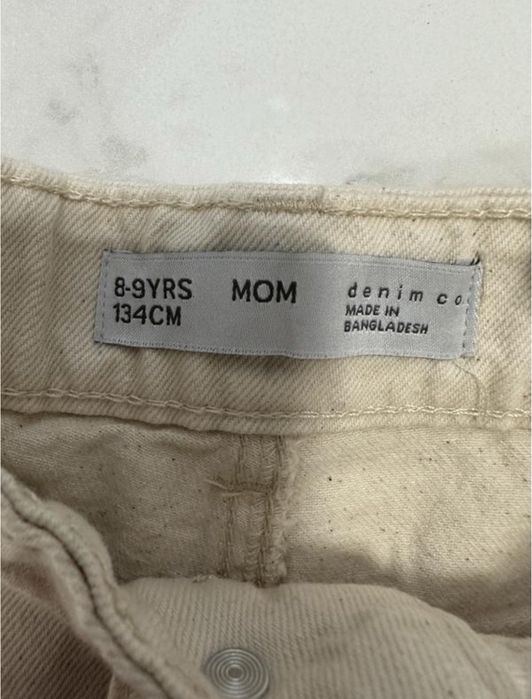 8-9YRS
134CM
MOM
denim co.
MADE IN
BANGLADESH